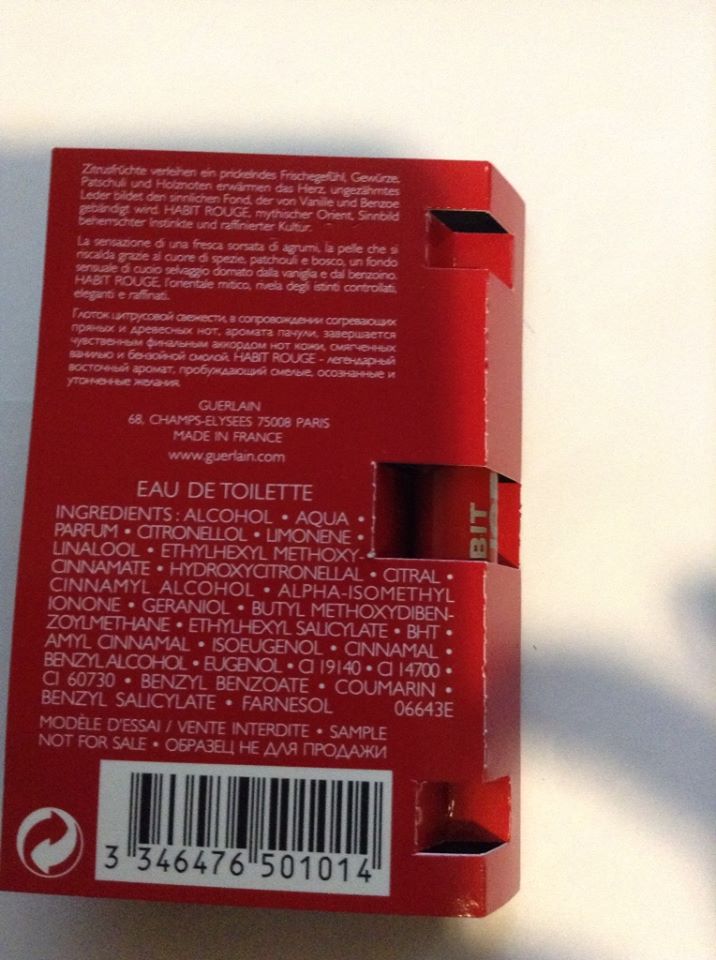 Zitrusfrüchte verleihen ein prickelndes Frischegefühl, Gewürze,
Patschuli und Holznoten erwärmen das Herz, ungezähmtes
Leder bildet den sinnlichen Fond, der von Vanille und Benzoe
gebändigt wird. HABIT ROUGE, mythischer Orient, Sinnbild
beherrschter Instinkte und raffinierter Kultur.
La sensazione di una fresca sorsata di agrumi, la pelle che si
riscalda grazie al cuore di spezie, patchouli e bosco, un fondo
sensuale di cuoio selvaggio domato dalla vaniglia e dal benzoino.
HABIT ROUGE, l'orientale mitico, rivela degli istinti controllati,
eleganti e raffinati.
Глоток цитрусовой свежести, в сопровождении согревающих
пряных и древесных нот, аромата пачули, завершается
чувственным финальным аккордом нот кожи, смягченных
ванилью и бензойной смолой. HABIT ROUGE - легендарный
восточный аромат, пробуждающий смелые, осознанные и
утонченные желания.
GUERLAIN
68, CHAMPS-ELYSEES 75008 PARIS
MADE IN FRANCE
www.guerlain.com
EAU DE TOILETTE
INGREDIENTS : ALCOHOL • AQUA •
PARFUM • CITRONELLOL • LIMONENE •
LINALOOL • ETHYLHEXYL METHOXY-
CINNAMATE • HYDROXYCITRONELLAL • CITRAL •
CINNAMYL ALCOHOL • ALPHA-ISOMETHYL
IONONE • GERANIOL • BUTYL METHOXYDIBEN-
ZOYLMETHANE • ETHYLHEXYL SALICYLATE • BHT •
AMYL CINNAMAL • ISOEUGENOL • CINNAMAL •
BENZYL ALCOHOL • EUGENOL • CI 19140 • CI 14700 •
CI 60730 • BENZYL BENZOATE • COUMARIN •
BENZYL SALICYLATE • FARNESOL 06643E
MODÈLE D'ESSAI / VENTE INTERDITE • SAMPLE
NOT FOR SALE • ОБРАЗЕЦ НЕ ДЛЯ ПРОДАЖИ
3 346476 501014
BIT